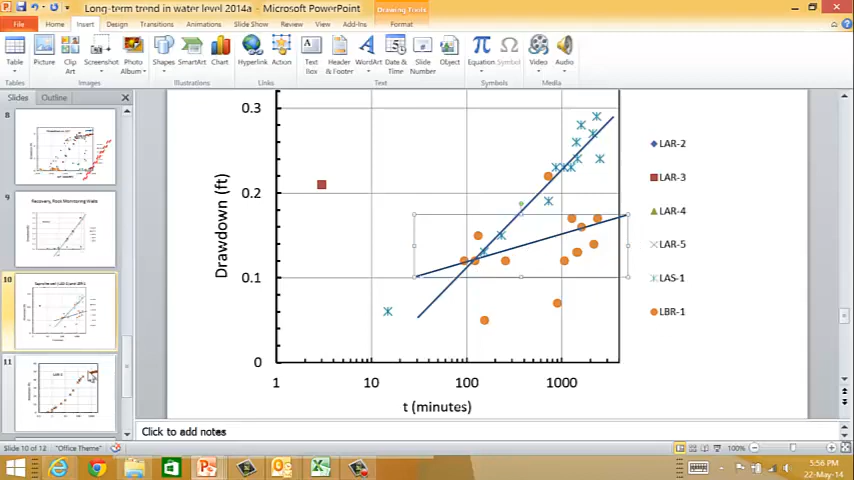 Long-term trend in water level 2014a - Microsoft PowerPoint
Drawing Tools
File Home Insert Design Transitions Animations Slide Show Review View Add-Ins Format
Table
Picture
Clip Art
Screenshot
Photo Album
Shapes
SmartArt
Chart
Hyperlink
Action
Text Box
Header & Footer
WordArt
Date & Time
Slide Number
Object
Equation
Symbol
Video
Audio
Tables Images Illustrations Links Text Symbols Media
Slides Outline
8
9
10
11
0.3
0.2
0.1
0
Drawdown (ft)
1 10 100 1000
t (minutes)
LAR-2
LAR-3
LAR-4
LAR-5
LAS-1
LBR-1
Click to add notes
Slide 10 of 12 "Office Theme" 100%
5:56 PM
22-May-14